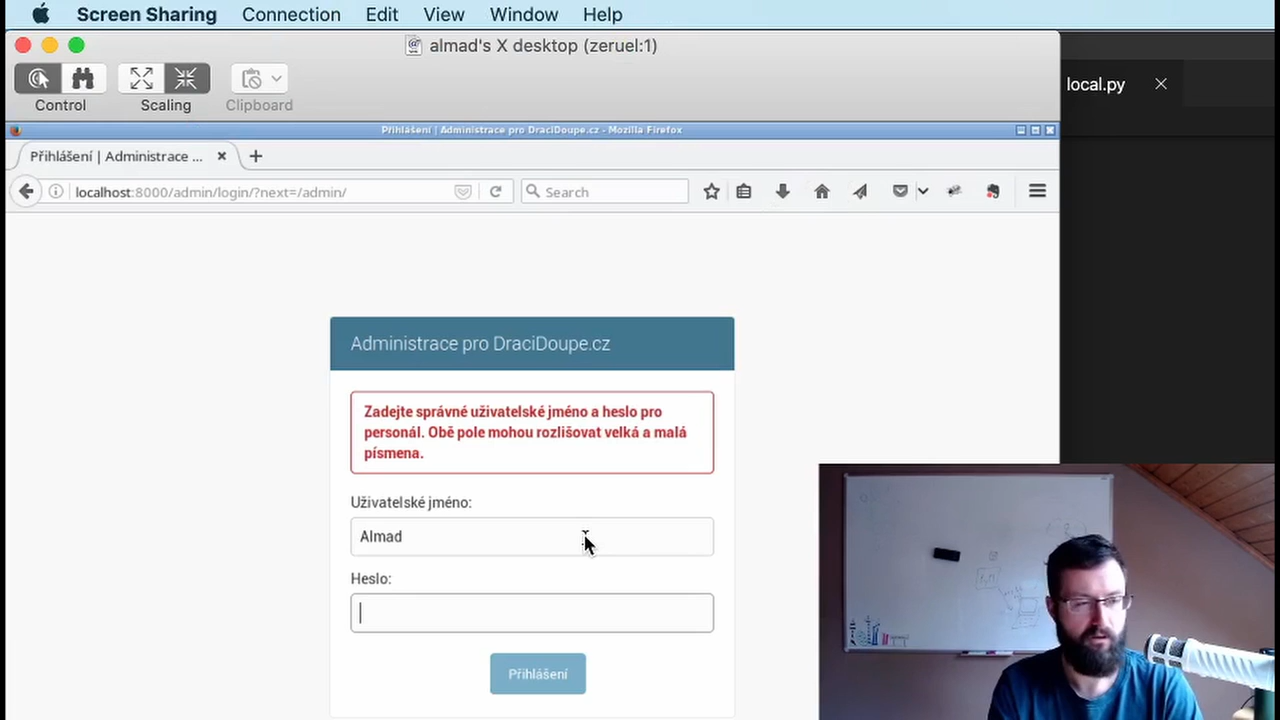 Screen Sharing Connection Edit View Window Help
almad's X desktop (zeruel:1)
local.py
Control Scaling Clipboard
Přihlášení | Administrace pro DraciDoupe.cz - Mozilla Firefox
Přihlášení | Administrace ...
localhost:8000/admin/login/?next=/admin/
Search
Administrace pro DraciDoupe.cz
Zadejte správné uživatelské jméno a heslo pro
personál. Obě pole mohou rozlišovat velká a malá
písmena.
Uživatelské jméno:
Almad
Heslo:
Přihlášení